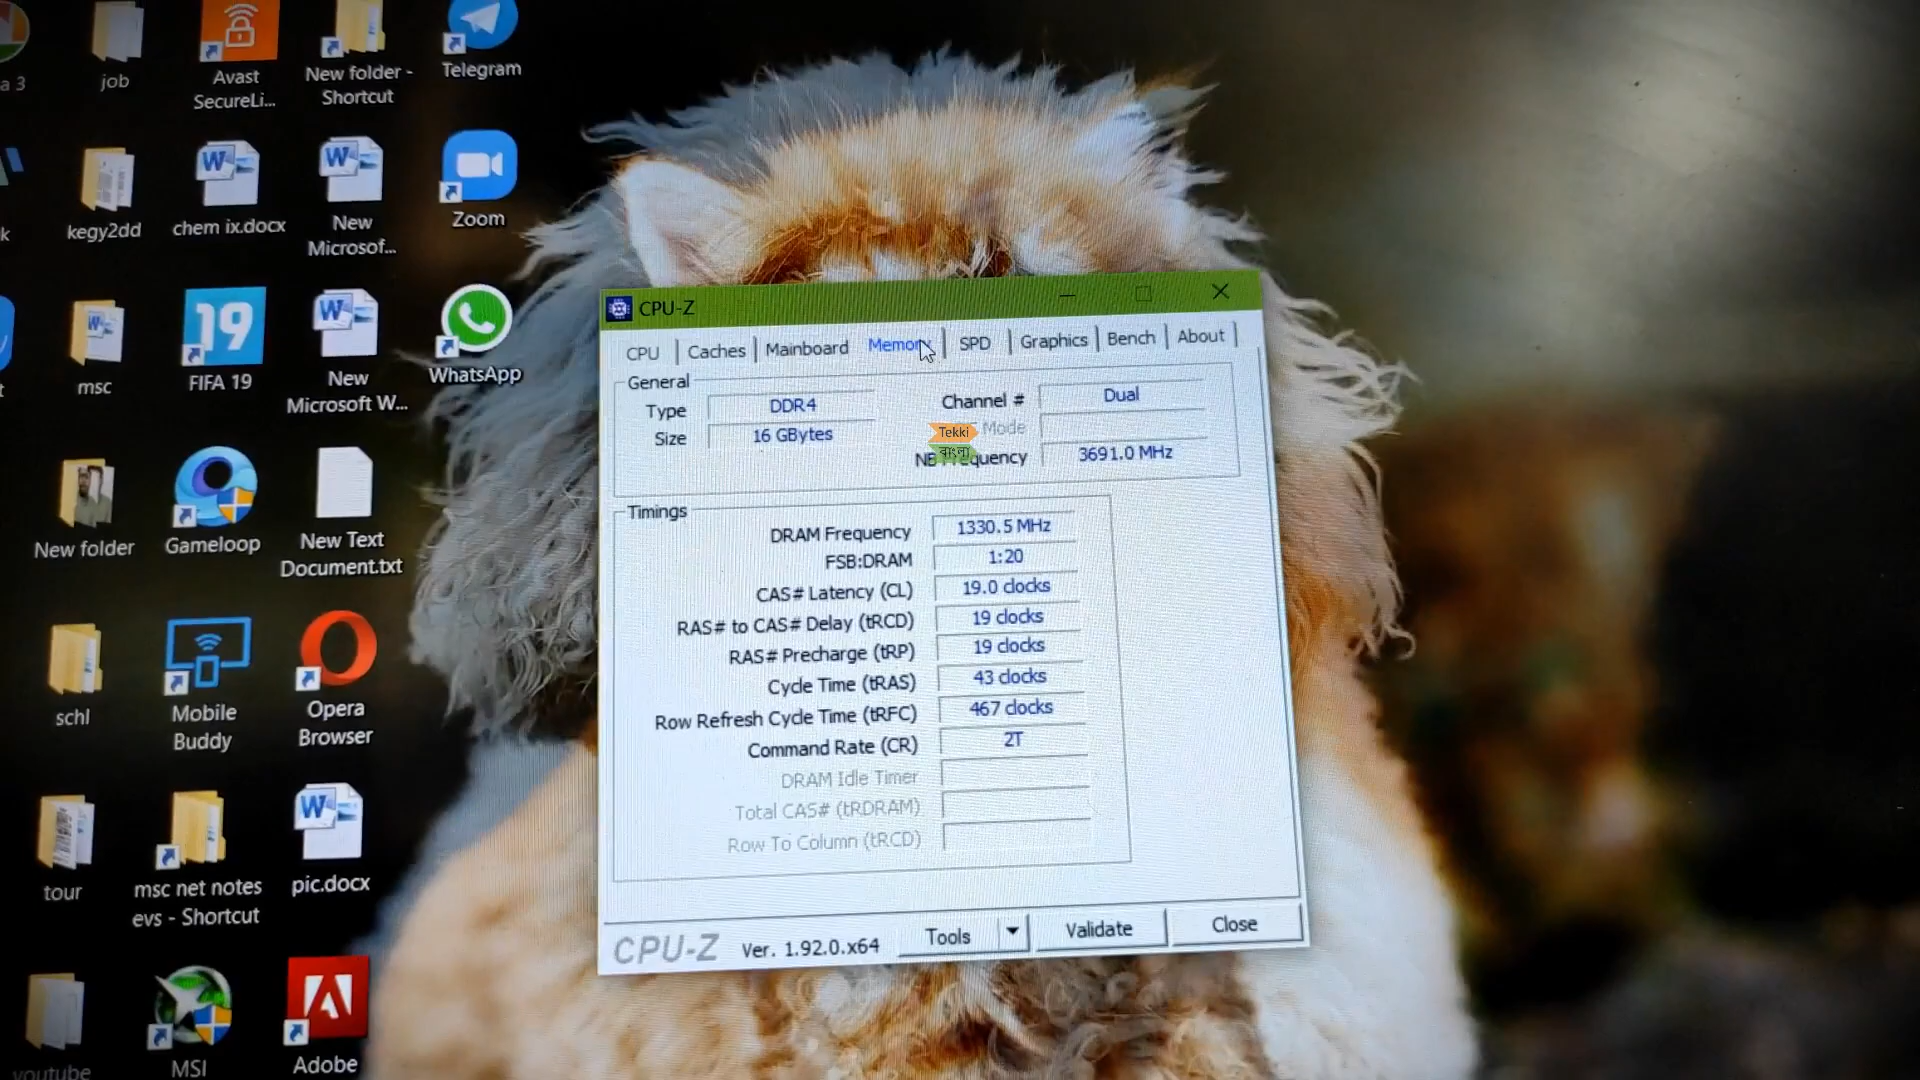 a 3
job
Avast
SecureLi...
New folder -
Shortcut
Telegram
k
kegy2dd
chem ix.docx
New
Microsof...
Zoom
t
msc
19
FIFA 19
New
Microsoft W...
WhatsApp
New folder
Gameloop
New Text
Document.txt
schl
Mobile
Buddy
Opera
Browser
tour
msc net notes
evs - Shortcut
pic.docx
youtube
MSI
Adobe
CPU-Z
CPU
Caches
Mainboard
Memory
SPD
Graphics
Bench
About
General
Type
DDR4
Channel #
Dual
Size
16 GBytes
Mode
Tekki
বাংলা
NB Frequency
3691.0 MHz
Timings
DRAM Frequency
1330.5 MHz
FSB:DRAM
1:20
CAS# Latency (CL)
19.0 clocks
RAS# to CAS# Delay (tRCD)
19 clocks
RAS# Precharge (tRP)
19 clocks
Cycle Time (tRAS)
43 clocks
Row Refresh Cycle Time (tRFC)
467 clocks
Command Rate (CR)
2T
DRAM Idle Timer
Total CAS# (tRDRAM)
Row To Column (tRCD)
CPU-Z
Ver. 1.92.0.x64
Tools
Validate
Close